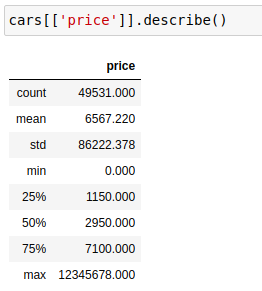 cars[['price']].describe()
price
count 49531.000
mean 6567.220
std 86222.378
min 0.000
25% 1150.000
50% 2950.000
75% 7100.000
max 12345678.000